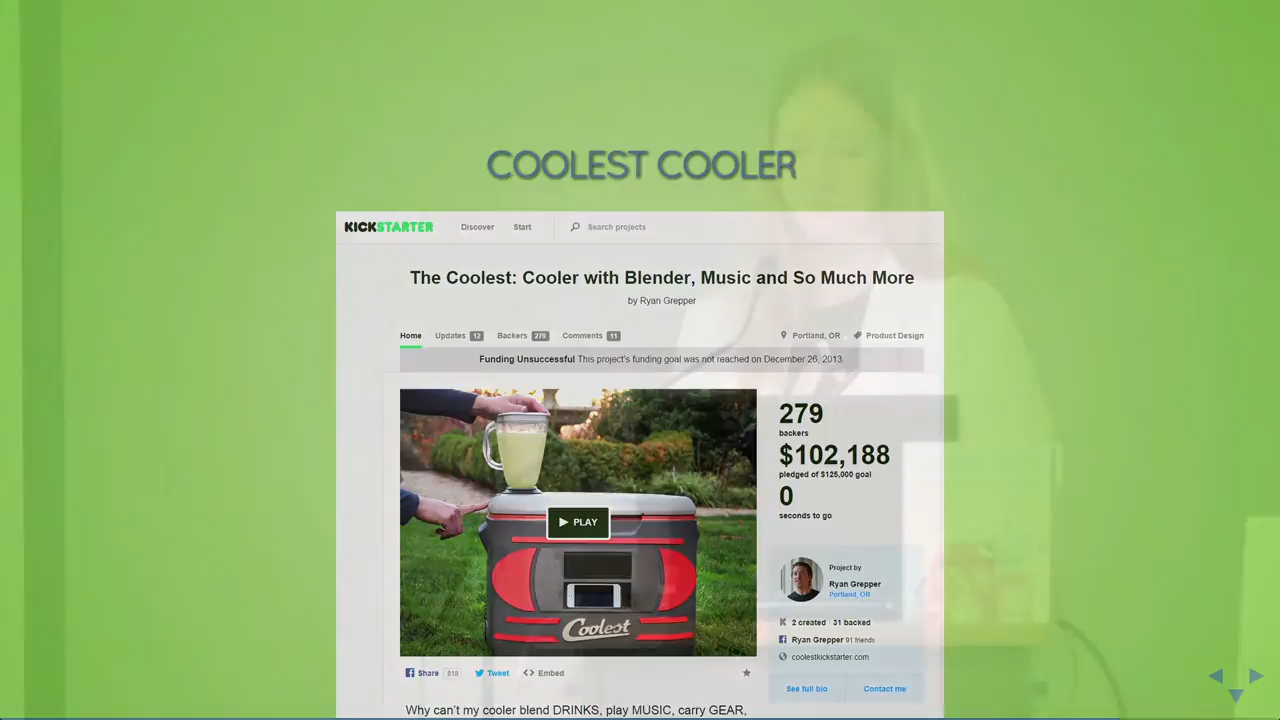 COOLEST COOLER
KICKSTARTER Discover Start Search projects
The Coolest: Cooler with Blender, Music and So Much More
by Ryan Grepper
Home Updates 12 Backers 279 Comments 11 Portland, OR Product Design
Funding Unsuccessful This project's funding goal was not reached on December 26, 2013.
279
backers
$102,188
pledged of $125,000 goal
0
seconds to go
PLAY
Coolest
Project by
Ryan Grepper
Portland, OR
2 created · 31 backed
Ryan Grepper 91 friends
coolestkickstarter.com
See full bio Contact me
Share 818 Tweet <> Embed
Why can't my cooler blend DRINKS, play MUSIC, carry GEAR,